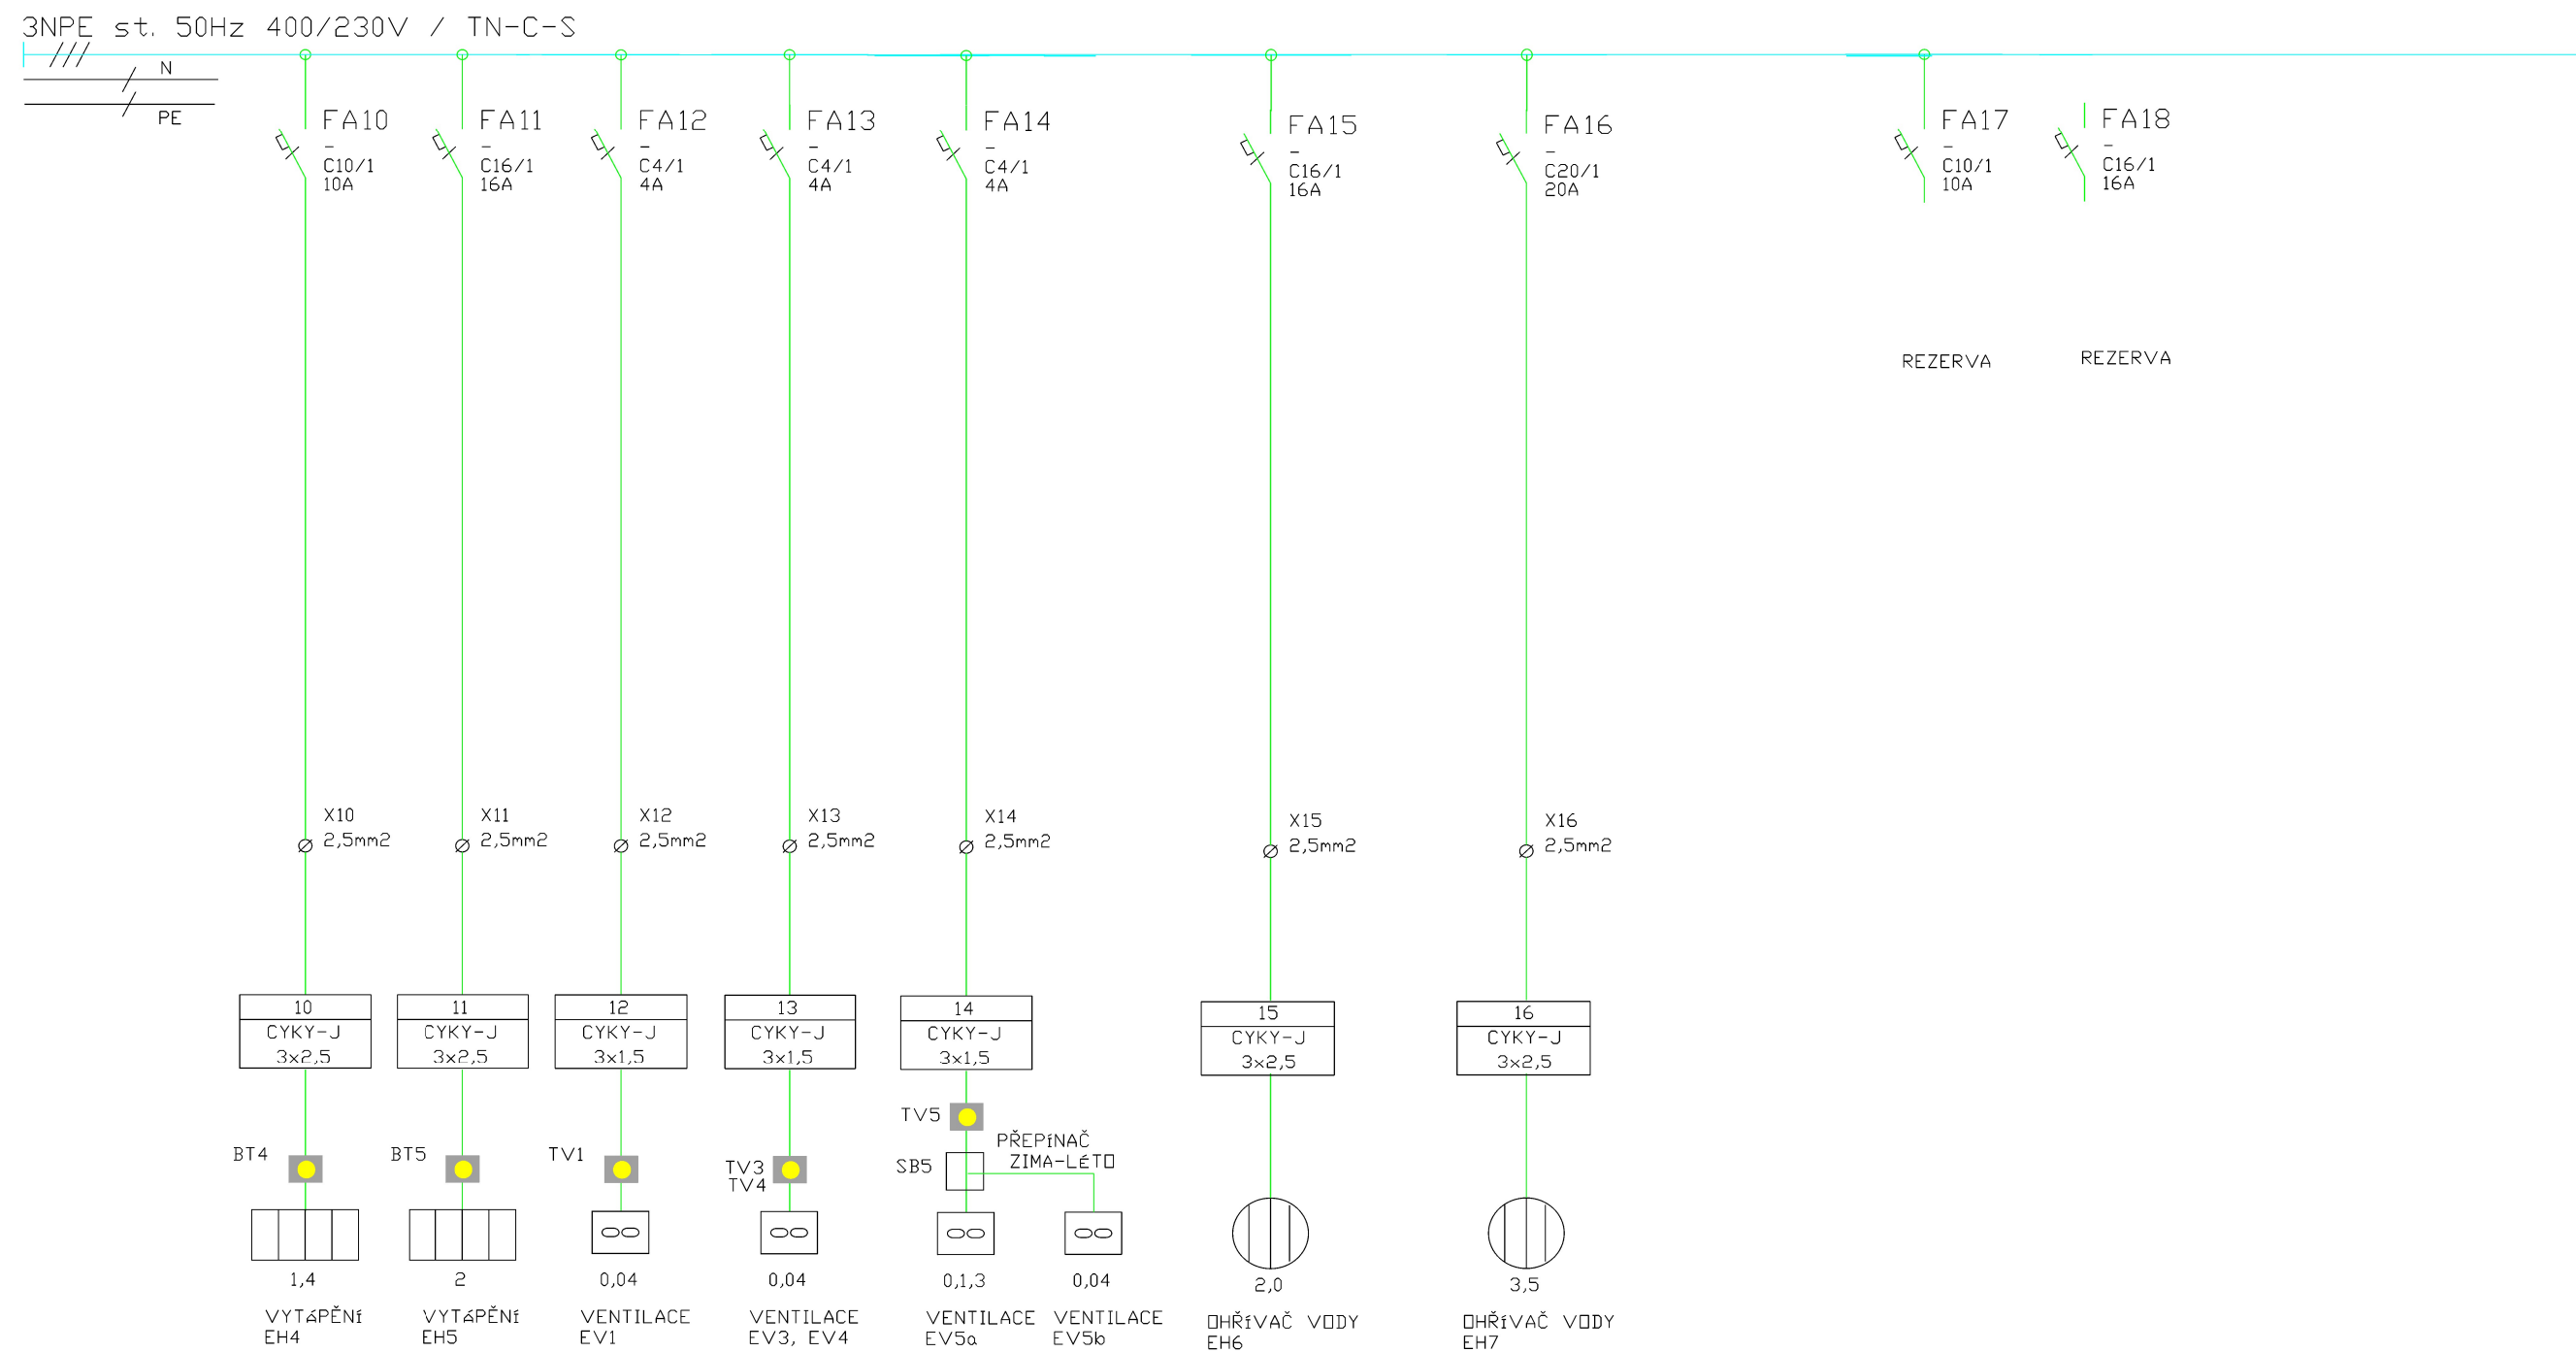 3NPE st. 50Hz 400/230V / TN-C-S
N
PE
FA10
-
C10/1
10A
FA11
-
C16/1
16A
FA12
-
C4/1
4A
FA13
-
C4/1
4A
FA14
-
C4/1
4A
FA15
-
C16/1
16A
FA16
-
C20/1
20A
FA17
-
C10/1
10A
FA18
-
C16/1
16A
REZERVA
REZERVA
X10
2,5mm2
X11
2,5mm2
X12
2,5mm2
X13
2,5mm2
X14
2,5mm2
X15
2,5mm2
X16
2,5mm2
10
CYKY-J
3x2,5
11
CYKY-J
3x2,5
12
CYKY-J
3x1,5
13
CYKY-J
3x1,5
14
CYKY-J
3x1,5
15
CYKY-J
3x2,5
16
CYKY-J
3x2,5
BT4
BT5
TV1
TV3
TV4
TV5
SB5
PŘEPíNAČ
ZIMA-LéTO
1,4
VYTáPĚNí
EH4
2
VYTáPĚNí
EH5
0,04
VENTILACE
EV1
0,04
VENTILACE
EV3, EV4
0,1,3
VENTILACE
EV5a
0,04
VENTILACE
EV5b
2,0
OHŘíVAČ VODY
EH6
3,5
OHŘíVAČ VODY
EH7